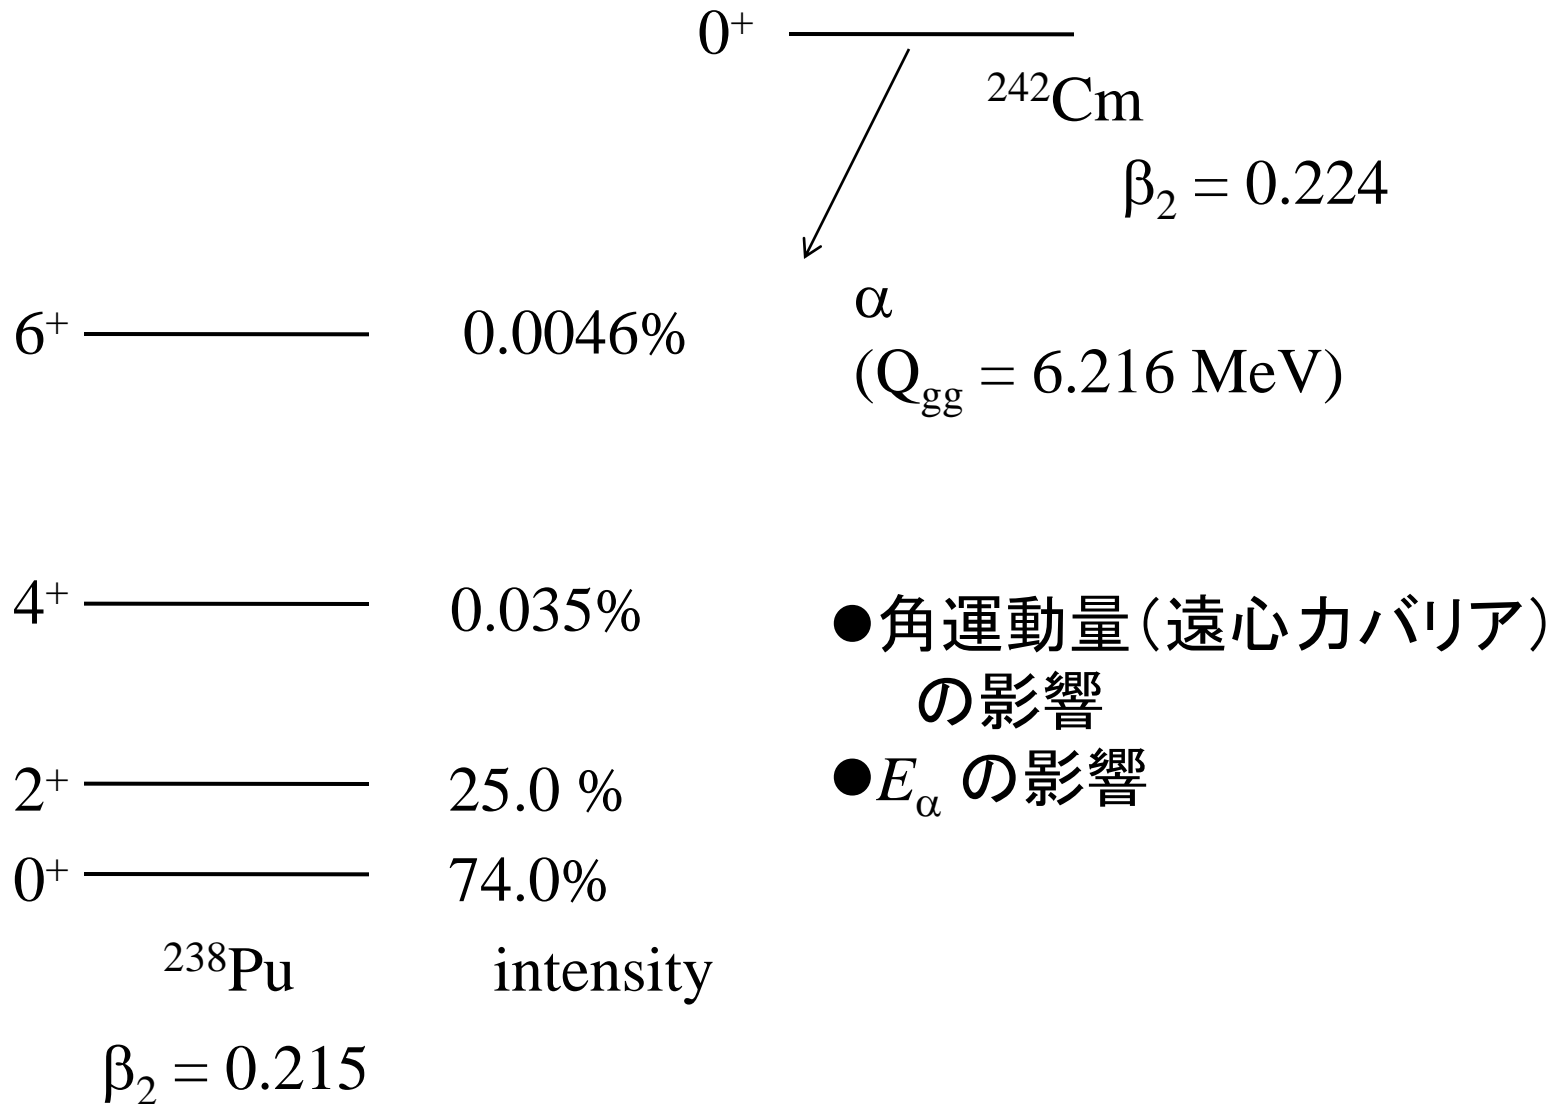 0⁺
²⁴²Cm
β₂ = 0.224
α
(Q_gg = 6.216 MeV)
6⁺ 0.0046%
4⁺ 0.035%
2⁺ 25.0 %
0⁺ 74.0%
²³⁸Pu intensity
β₂ = 0.215
●角運動量（遠心力バリア）
の影響
●E_α の影響